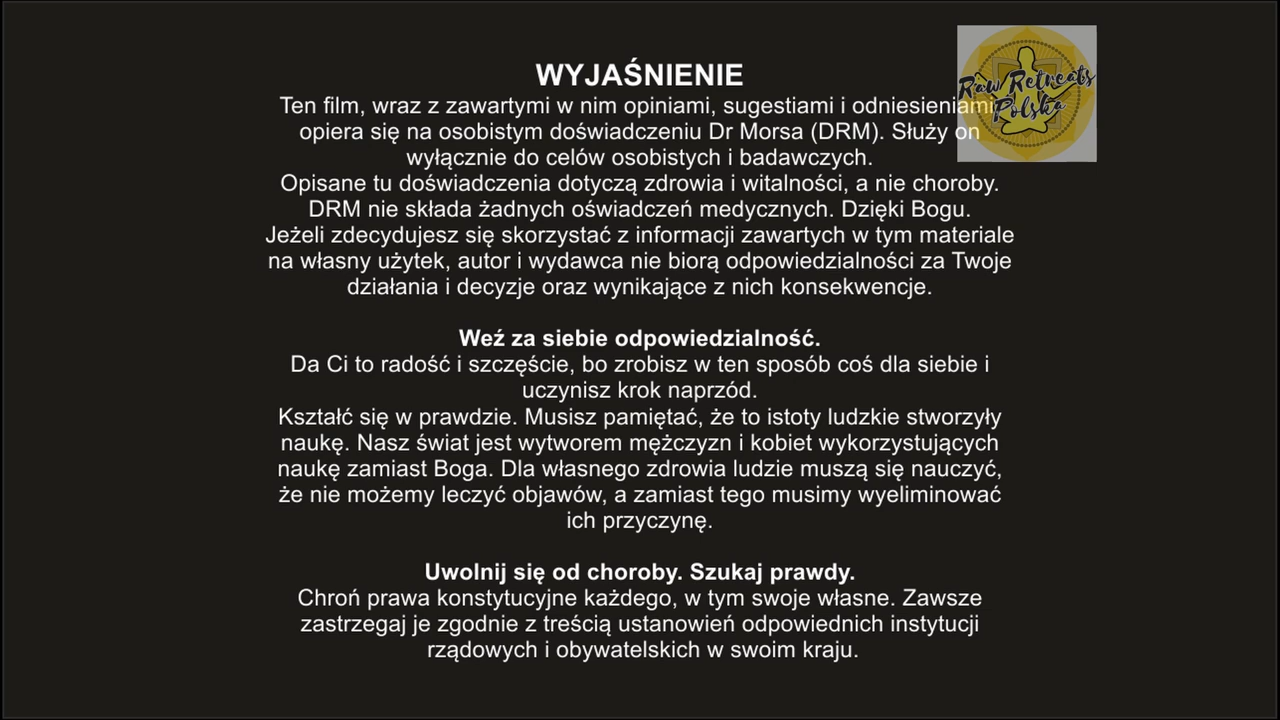 WYJAŚNIENIE
Ten film, wraz z zawartymi w nim opiniami, sugestiami i odniesieniami,
opiera się na osobistym doświadczeniu Dr Morsa (DRM). Służy on
wyłącznie do celów osobistych i badawczych.
Opisane tu doświadczenia dotyczą zdrowia i witalności, a nie choroby.
DRM nie składa żadnych oświadczeń medycznych. Dzięki Bogu.
Jeżeli zdecydujesz się skorzystać z informacji zawartych w tym materiale
na własny użytek, autor i wydawca nie biorą odpowiedzialności za Twoje
działania i decyzje oraz wynikające z nich konsekwencje.
Weź za siebie odpowiedzialność.
Da Ci to radość i szczęście, bo zrobisz w ten sposób coś dla siebie i
uczynisz krok naprzód.
Kształć się w prawdzie. Musisz pamiętać, że to istoty ludzkie stworzyły
naukę. Nasz świat jest wytworem mężczyzn i kobiet wykorzystujących
naukę zamiast Boga. Dla własnego zdrowia ludzie muszą się nauczyć,
że nie możemy leczyć objawów, a zamiast tego musimy wyeliminować
ich przyczynę.
Uwolnij się od choroby. Szukaj prawdy.
Chroń prawa konstytucyjne każdego, w tym swoje własne. Zawsze
zastrzegaj je zgodnie z treścią ustanowień odpowiednich instytucji
rządowych i obywatelskich w swoim kraju.
Raw Retreats
Polska